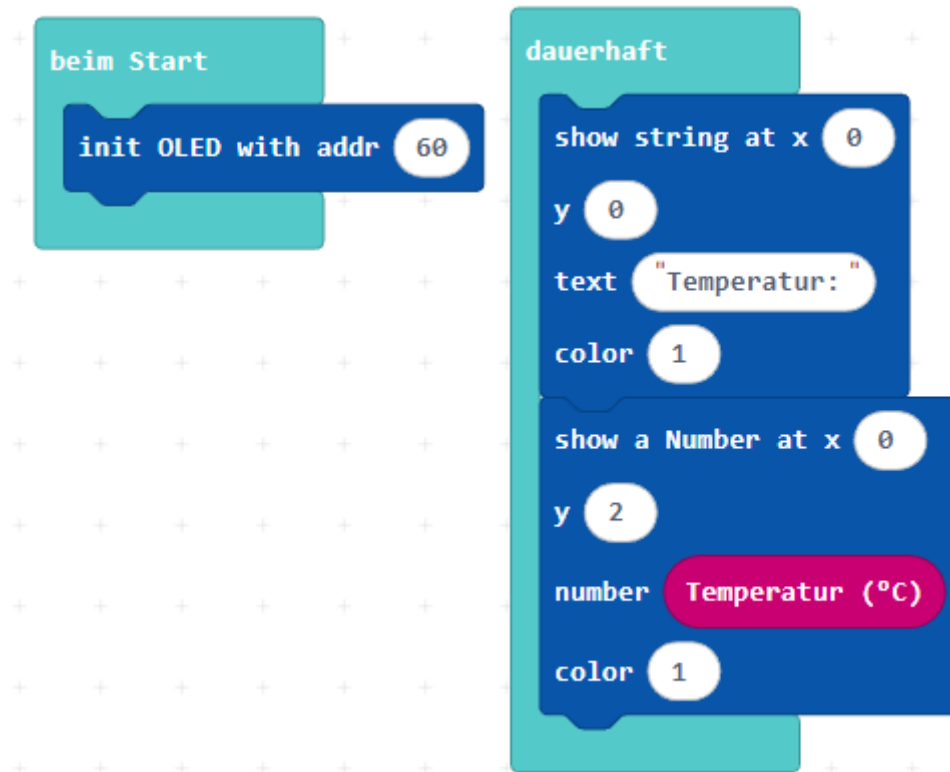 beim Start
init OLED with addr 60
dauerhaft
show string at x 0
y 0
text "Temperatur:"
color 1
show a Number at x 0
y 2
number Temperatur (°C)
color 1